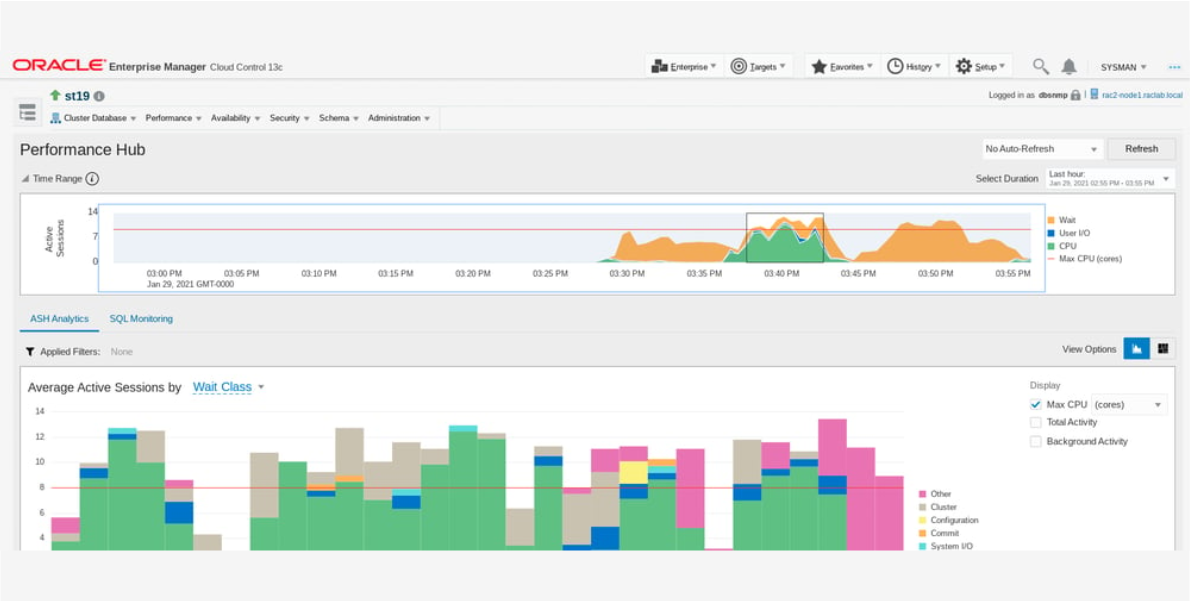 ORACLE Enterprise Manager Cloud Control 13c
Enterprise Targets Favorites History Setup SYSMAN
st19
Logged in as dbsnmp | rac2-node1.raclab.local
Cluster Database Performance Availability Security Schema Administration
Performance Hub
No Auto-Refresh Refresh
Time Range
Select Duration
Last hour:
Jan 29, 2021 02:55 PM - 03:55 PM
Active
Sessions
14
7
0
Wait
User I/O
CPU
Max CPU (cores)
03:00 PM 03:05 PM 03:10 PM 03:15 PM 03:20 PM 03:25 PM 03:30 PM 03:35 PM 03:40 PM 03:45 PM 03:50 PM 03:55 PM
Jan 29, 2021 GMT-0000
ASH Analytics SQL Monitoring
Applied Filters: None
View Options
Average Active Sessions by Wait Class
Display
Max CPU (cores)
Total Activity
Background Activity
14
12
10
8
6
4
Other
Cluster
Configuration
Commit
System I/O